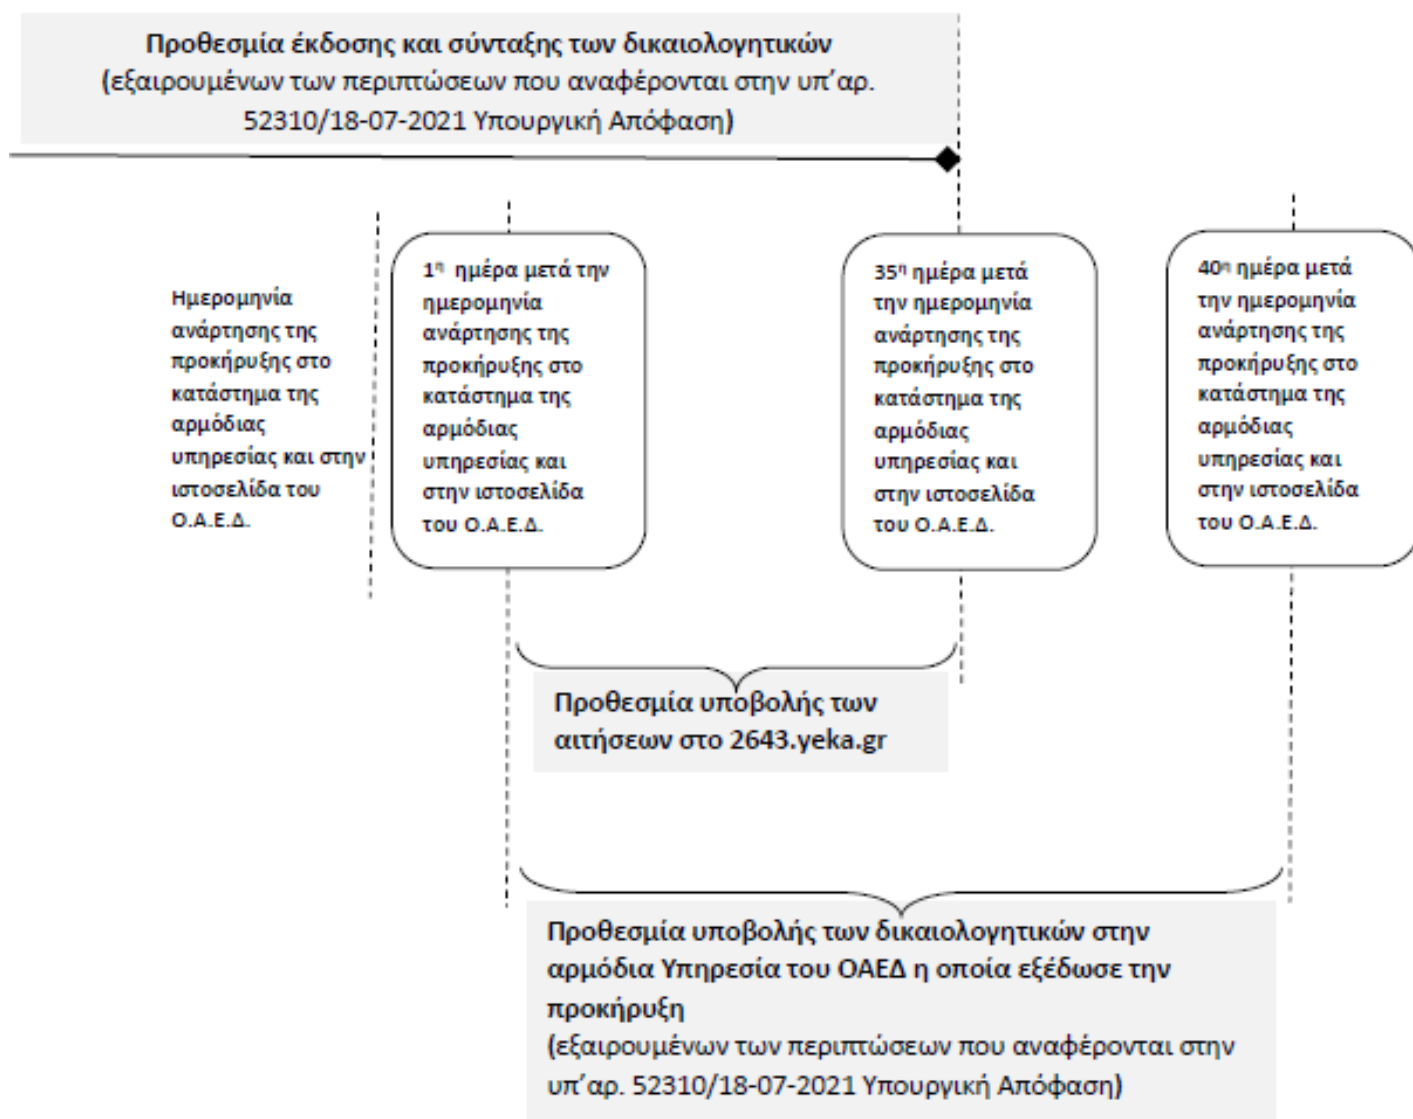 Προθεσμία έκδοσης και σύνταξης των δικαιολογητικών
(εξαιρουμένων των περιπτώσεων που αναφέρονται στην υπ’αρ.
52310/18-07-2021 Υπουργική Απόφαση)
Ημερομηνία
ανάρτησης της
προκήρυξης στο
κατάστημα της
αρμόδιας
υπηρεσίας και στην
ιστοσελίδα του
Ο.Α.Ε.Δ.
1η ημέρα μετά την
ημερομηνία
ανάρτησης της
προκήρυξης στο
κατάστημα της
αρμόδιας
υπηρεσίας και
στην ιστοσελίδα
του Ο.Α.Ε.Δ.
35η ημέρα μετά
την ημερομηνία
ανάρτησης της
προκήρυξης στο
κατάστημα της
αρμόδιας
υπηρεσίας και
στην ιστοσελίδα
του Ο.Α.Ε.Δ.
40η ημέρα μετά
την ημερομηνία
ανάρτησης της
προκήρυξης στο
κατάστημα της
αρμόδιας
υπηρεσίας και
στην ιστοσελίδα
του Ο.Α.Ε.Δ.
Προθεσμία υποβολής των
αιτήσεων στο 2643.yeka.gr
Προθεσμία υποβολής των δικαιολογητικών στην
αρμόδια Υπηρεσία του ΟΑΕΔ η οποία εξέδωσε την
προκήρυξη
(εξαιρουμένων των περιπτώσεων που αναφέρονται στην
υπ’αρ. 52310/18-07-2021 Υπουργική Απόφαση)